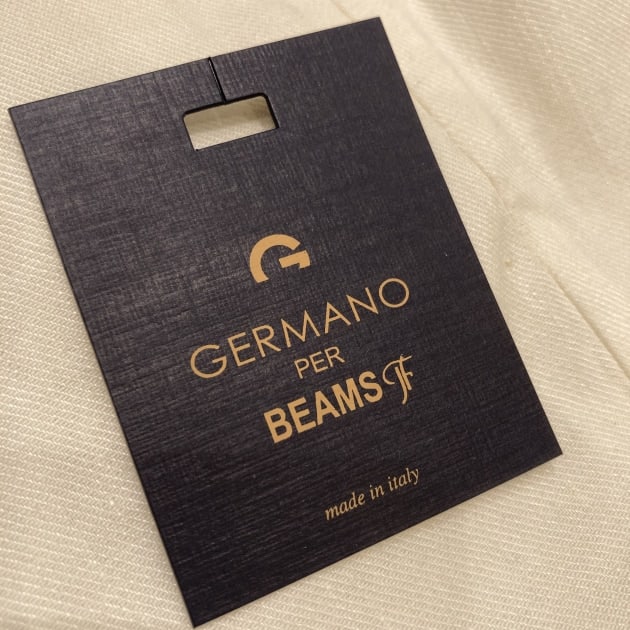 G
GERMANO
PER
BEAMS F
made in italy